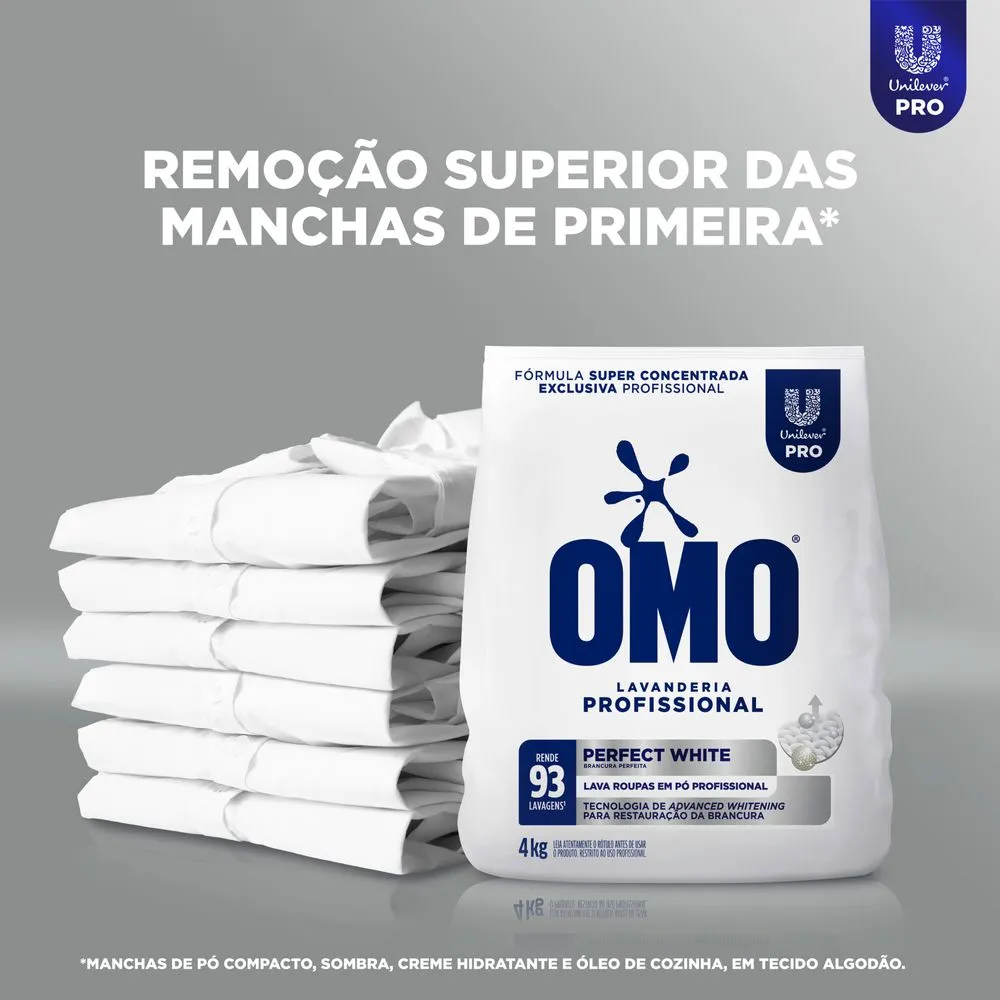 Unilever®
PRO
REMOÇÃO SUPERIOR DAS
MANCHAS DE PRIMEIRA*
FÓRMULA SUPER CONCENTRADA
EXCLUSIVA PROFISSIONAL
Unilever®
PRO
OMO®
LAVANDERIA
PROFISSIONAL
RENDE
93
LAVAGENS¹
PERFECT WHITE
BRANCURA PERFEITA
LAVA ROUPAS EM PÓ PROFISSIONAL
TECNOLOGIA DE ADVANCED WHITENING
PARA RESTAURAÇÃO DA BRANCURA
4kg
LEIA ATENTAMENTE O RÓTULO ANTES DE USAR
O PRODUTO. RESTRITO AO USO PROFISSIONAL.
*MANCHAS DE PÓ COMPACTO, SOMBRA, CREME HIDRATANTE E ÓLEO DE COZINHA, EM TECIDO ALGODÃO.